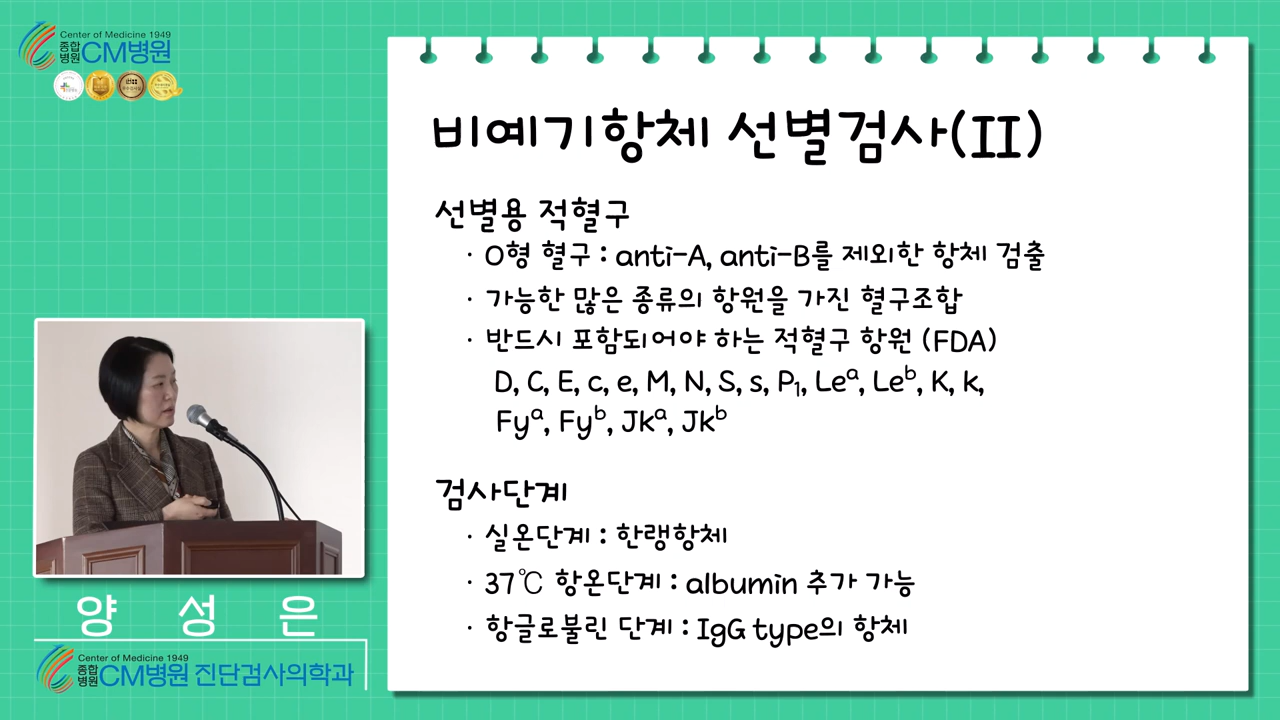 Center of Medicine 1949
종합병원 CM병원
비예기항체 선별검사(II)
선별용 적혈구
· O형 혈구 : anti-A, anti-B를 제외한 항체 검출
· 가능한 많은 종류의 항원을 가진 혈구조합
· 반드시 포함되어야 하는 적혈구 항원 (FDA)
D, C, E, c, e, M, N, S, s, P₁, Leᵃ, Leᵇ, K, k,
Fyᵃ, Fyᵇ, Jkᵃ, Jkᵇ
검사단계
· 실온단계 : 한랭항체
· 37℃ 항온단계 : albumin 추가 가능
· 항글로불린 단계 : IgG type의 항체
양 성 은
Center of Medicine 1949
종합병원 CM병원 진단검사의학과